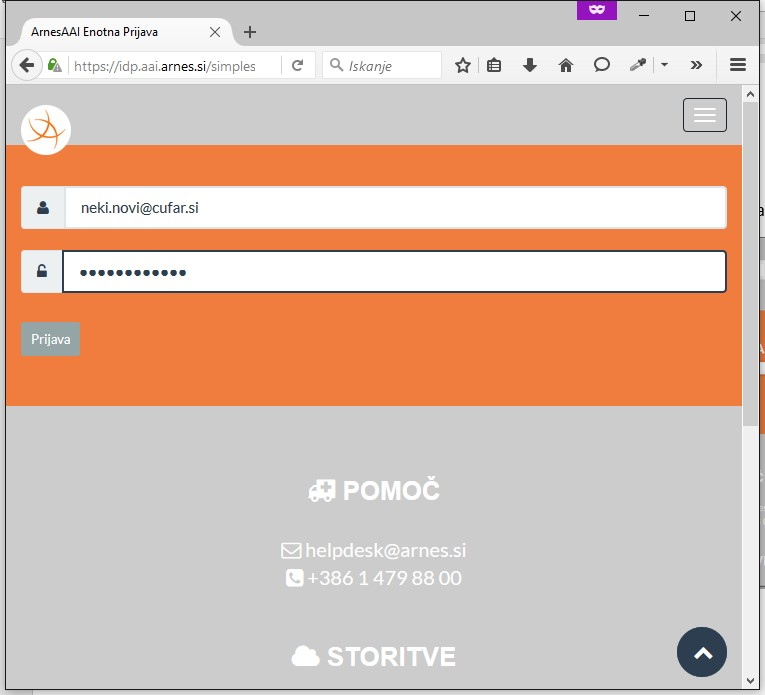 ArnesAAI Enotna Prijava
https://idp.aai.arnes.si/simples
Iskanje
neki.novi@cufar.si
••••••••••••
Prijava
POMOČ
helpdesk@arnes.si
+386 1 479 88 00
STORITVE